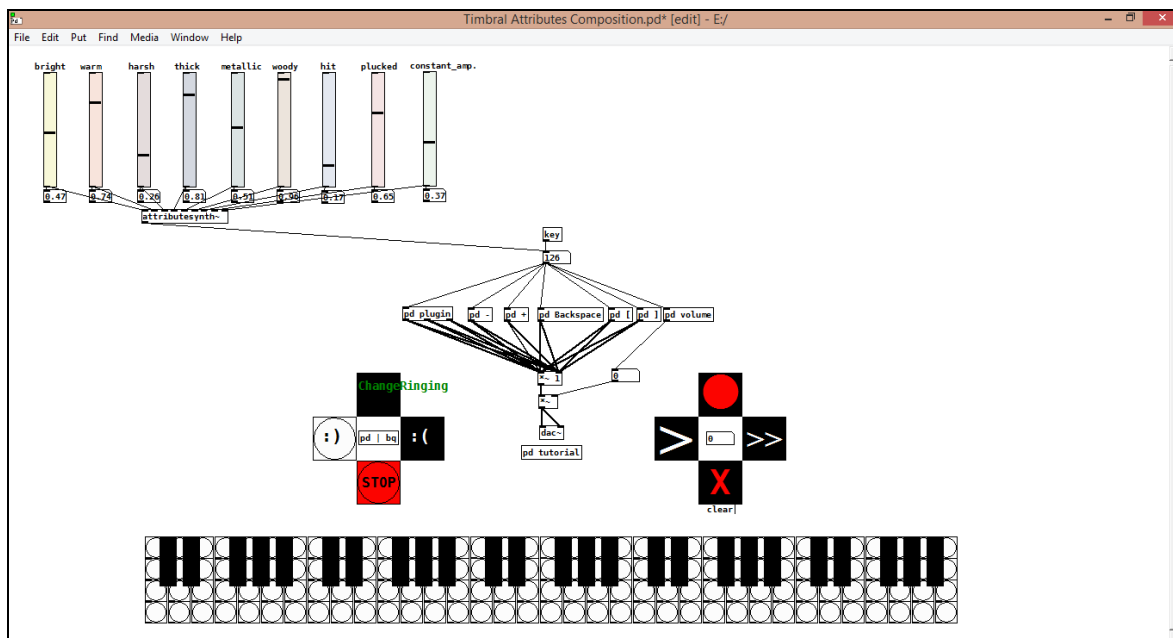 Timbral Attributes Composition.pd* [edit] - E:/
File Edit Put Find Media Window Help
bright warm harsh thick metallic woody hit plucked constant_amp.
0.47 0.74 0.26 0.81 0.51 0.96 0.17 0.65 0.37
attributesynth~
key
126
pd plugin pd - pd + pd Backspace pd [ pd ] pd volume
*~ 1 0
ChangeRinging
*~
dac~
:) pd | bq :( > 0 >>
pd tutorial
STOP X
clear